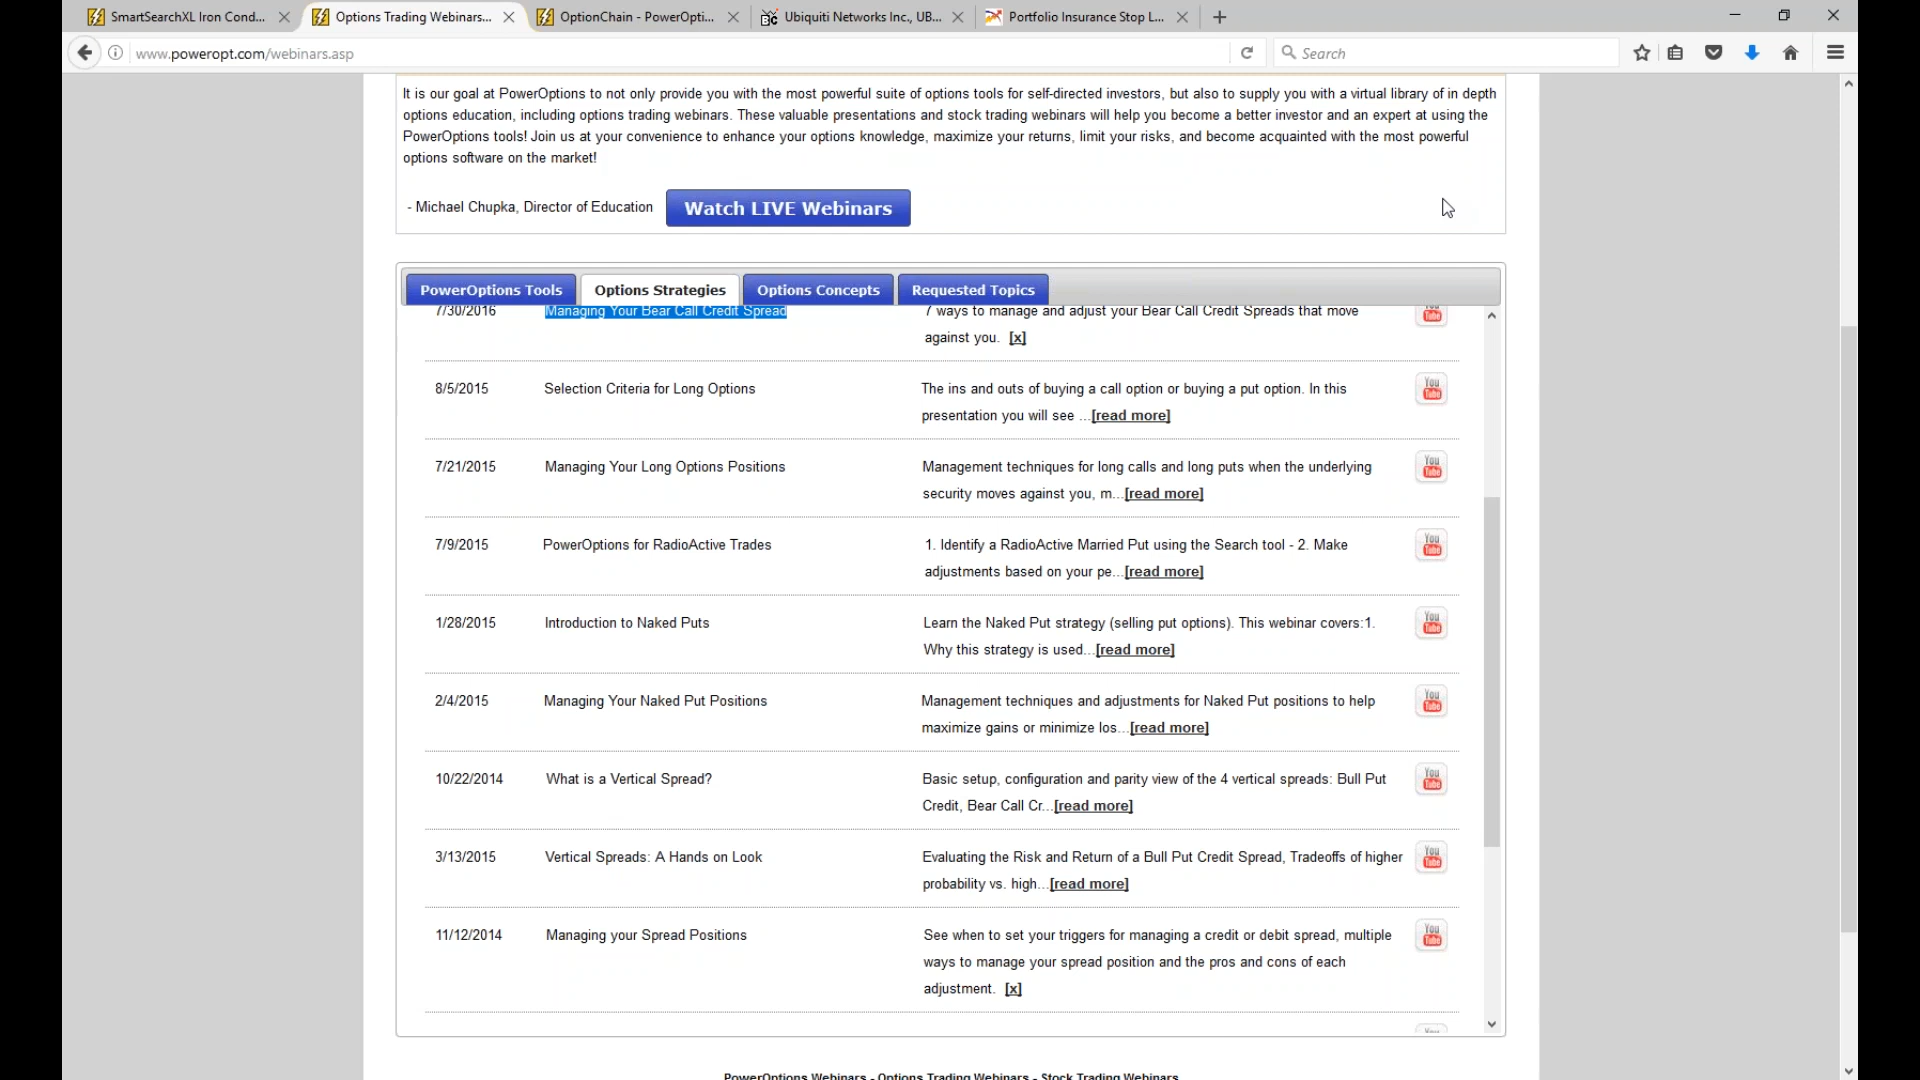 SmartSearchXL Iron Cond...
Options Trading Webinars...
OptionChain - PowerOpti...
Ubiquiti Networks Inc., UB...
Portfolio Insurance Stop L...
www.poweropt.com/webinars.asp
Search
It is our goal at PowerOptions to not only provide you with the most powerful suite of options tools for self-directed investors, but also to supply you with a virtual library of in depth
options education, including options trading webinars. These valuable presentations and stock trading webinars will help you become a better investor and an expert at using the
PowerOptions tools! Join us at your convenience to enhance your options knowledge, maximize your returns, limit your risks, and become acquainted with the most powerful
options software on the market!
- Michael Chupka, Director of Education
Watch LIVE Webinars
PowerOptions Tools
Options Strategies
Options Concepts
Requested Topics
7/30/2016 Managing Your Bear Call Credit Spread 7 ways to manage and adjust your Bear Call Credit Spreads that move You Tube
against you. [x]
8/5/2015 Selection Criteria for Long Options The ins and outs of buying a call option or buying a put option. In this You Tube
presentation you will see ...[read more]
7/21/2015 Managing Your Long Options Positions Management techniques for long calls and long puts when the underlying You Tube
security moves against you, m...[read more]
7/9/2015 PowerOptions for RadioActive Trades 1. Identify a RadioActive Married Put using the Search tool - 2. Make You Tube
adjustments based on your pe...[read more]
1/28/2015 Introduction to Naked Puts Learn the Naked Put strategy (selling put options). This webinar covers:1. You Tube
Why this strategy is used...[read more]
2/4/2015 Managing Your Naked Put Positions Management techniques and adjustments for Naked Put positions to help You Tube
maximize gains or minimize los...[read more]
10/22/2014 What is a Vertical Spread? Basic setup, configuration and parity view of the 4 vertical spreads: Bull Put You Tube
Credit, Bear Call Cr...[read more]
3/13/2015 Vertical Spreads: A Hands on Look Evaluating the Risk and Return of a Bull Put Credit Spread, Tradeoffs of higher You Tube
probability vs. high...[read more]
11/12/2014 Managing your Spread Positions See when to set your triggers for managing a credit or debit spread, multiple You Tube
ways to manage your spread position and the pros and cons of each
adjustment. [x]
PowerOptions Webinars - Options Trading Webinars - Stock Trading Webinars